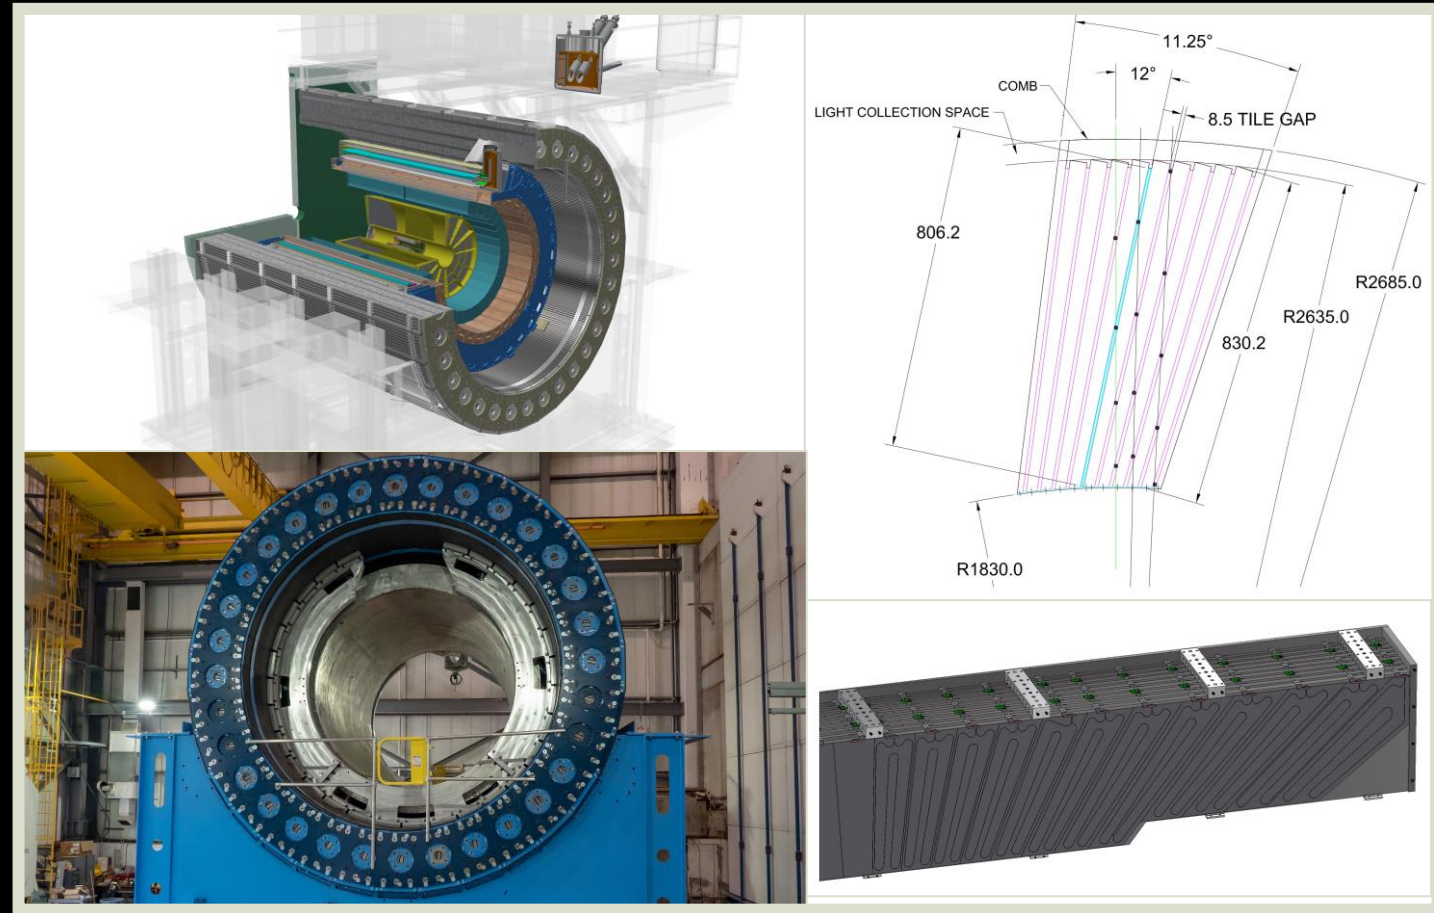 11.25°
12°
COMB
LIGHT COLLECTION SPACE
8.5 TILE GAP
806.2
R2685.0
R2635.0
830.2
R1830.0